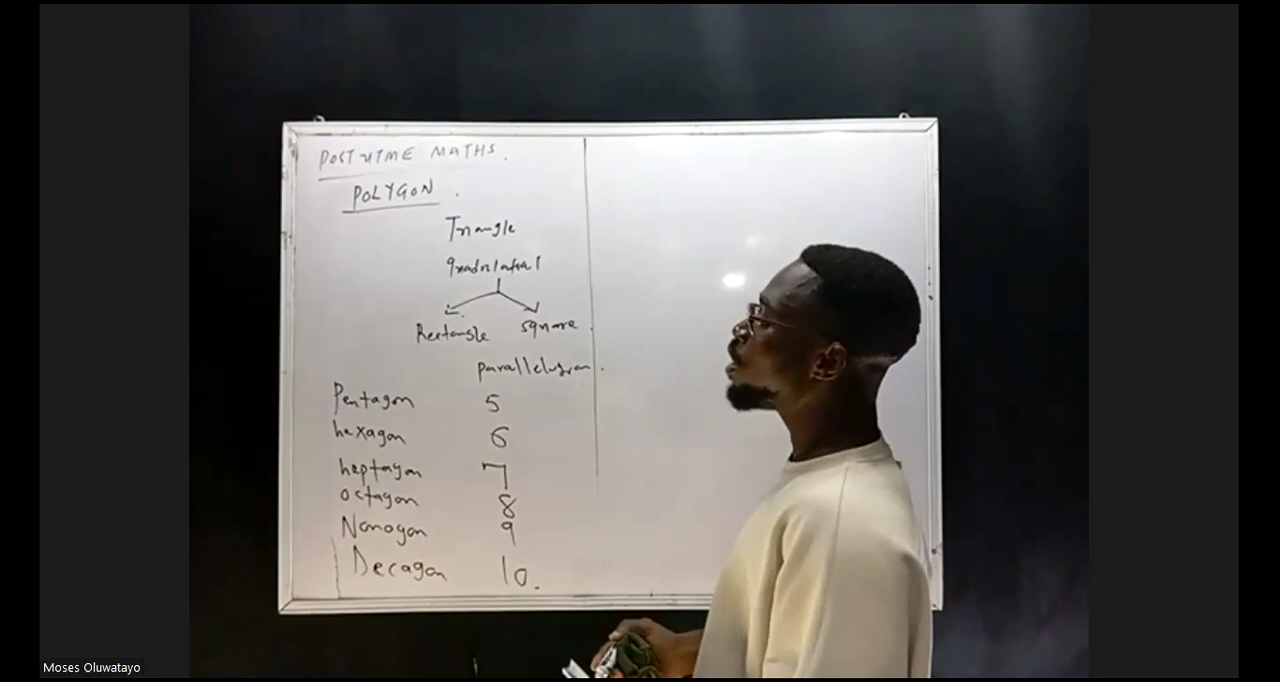 POST UTME MATHS.
POLYGON.
Triangle
quadrilateral
Rectangle square.
parallelogram.
Pentagon 5
hexagon 6
heptagon 7
octagon 8
Nonogon 9
Decagon 10.
Moses Oluwatayo